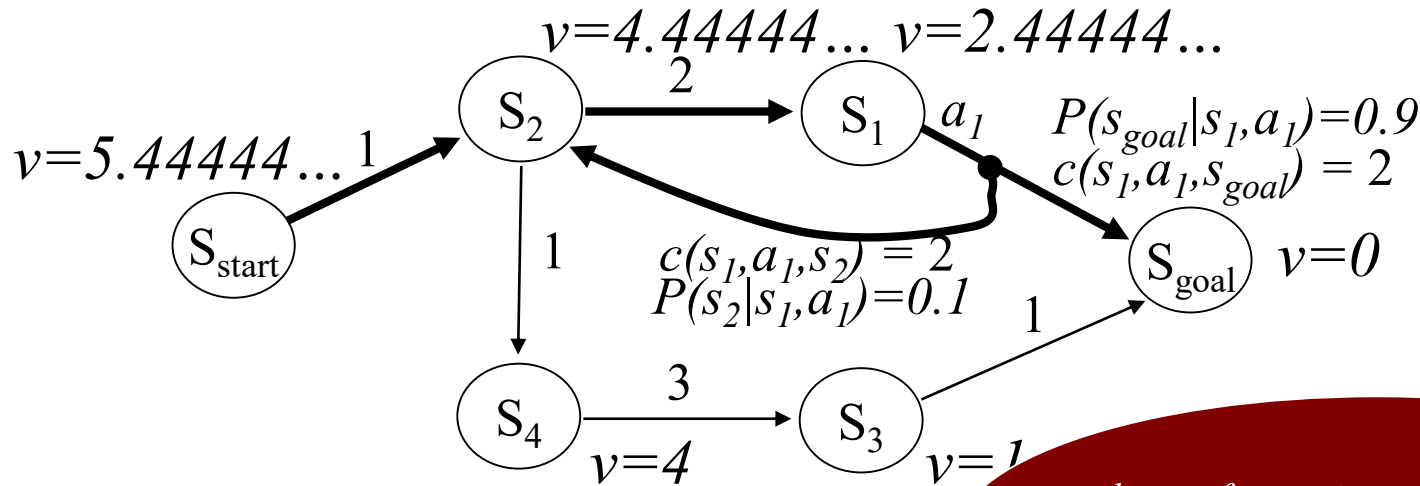 v=4.44444... v=2.44444...
2
S2
S1
a1
P(sgoal|s1,a1)=0.9
c(s1,a1,sgoal) = 2
v=5.44444...
1
Sstart
1
c(s1,a1,s2) = 2
P(s2|s1,a1)=0.1
Sgoal
v=0
1
3
S4
S3
v=4
v=1